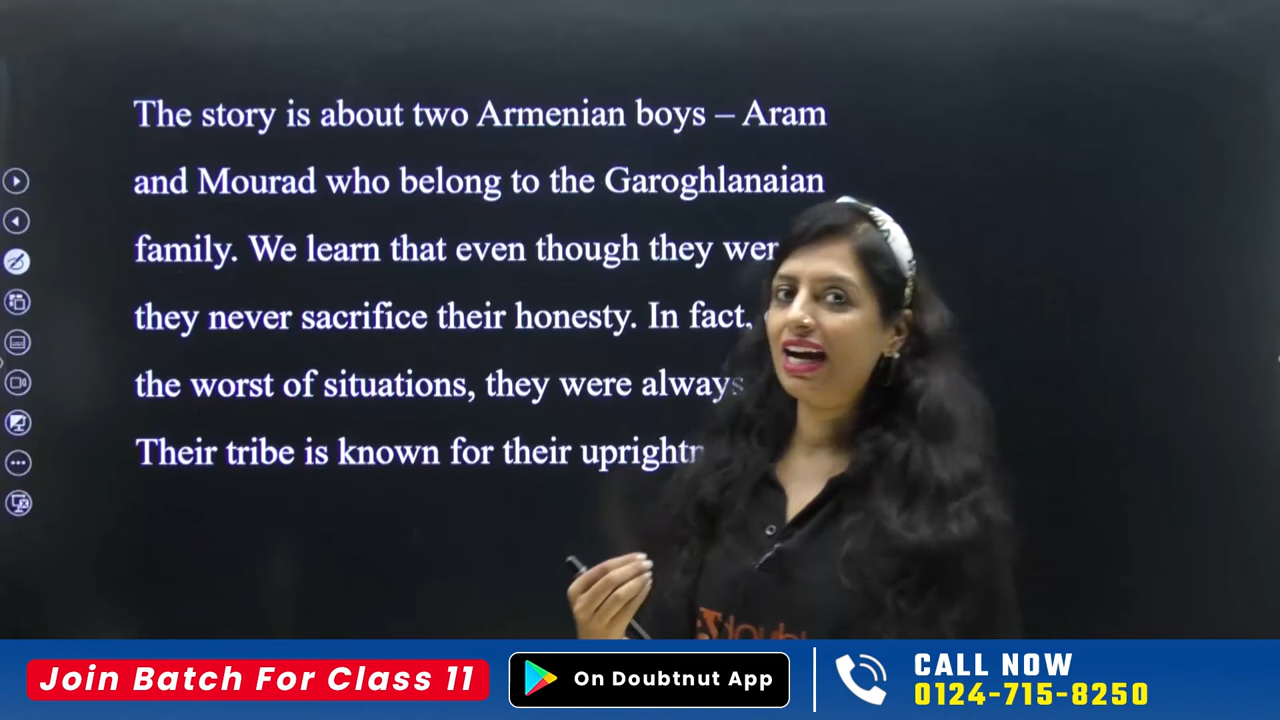 The story is about two Armenian boys – Aram
and Mourad who belong to the Garoghlanaian
family. We learn that even though they
they never sacrifice their honesty. In fact,
the worst of situations, they were always
Their tribe is known for their
Join Batch For Class 11
On Doubtnut App
CALL NOW
0124-715-8250